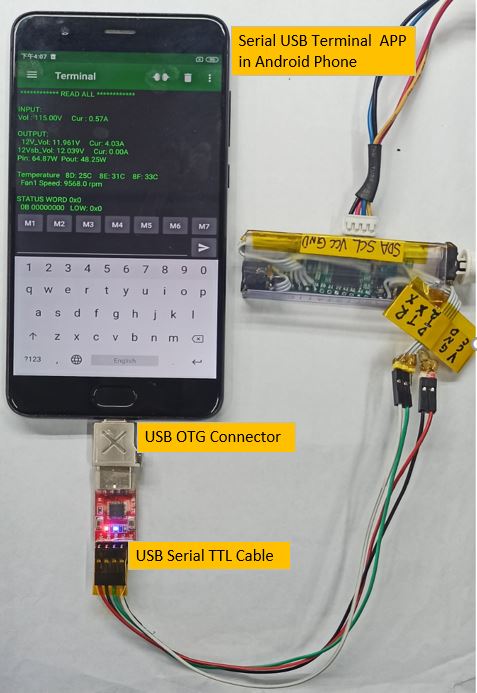 下午4:07
Terminal
************ READ ALL ************
INPUT:
Vol : 115.00V Cur : 0.57A
OUTPUT:
12V_Vol: 11.961V Cur: 4.03A
12Vsb_Vol: 12.039V Cur: 0.00A
Pin: 64.87W Pout: 48.25W
Temperature 8D: 25C 8E: 31C 8F: 33C
Fan1 Speed: 9568.0 rpm
STATUS WORD 0x0
0B 00000000 LOW: 0x0
M1 M2 M3 M4 M5 M6 M7
1 2 3 4 5 6 7 8 9 0
q w e r t y u i o p
a s d f g h j k l
z x c v b n m
?123 , English .
Serial USB Terminal APP
in Android Phone
SDA SCL VCC GND
USB OTG Connector
USB Serial TTL Cable